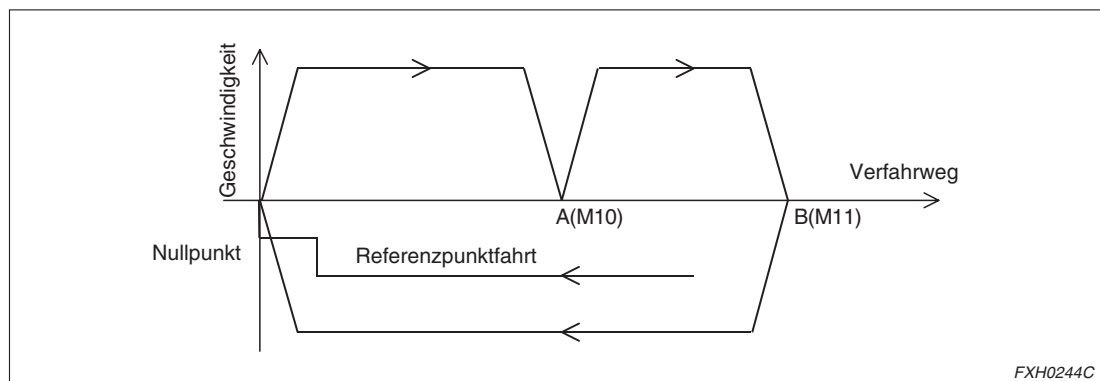 Geschwindigkeit
Verfahrweg
A(M10)
B(M11)
Nullpunkt
Referenzpunktfahrt
FXH0244C